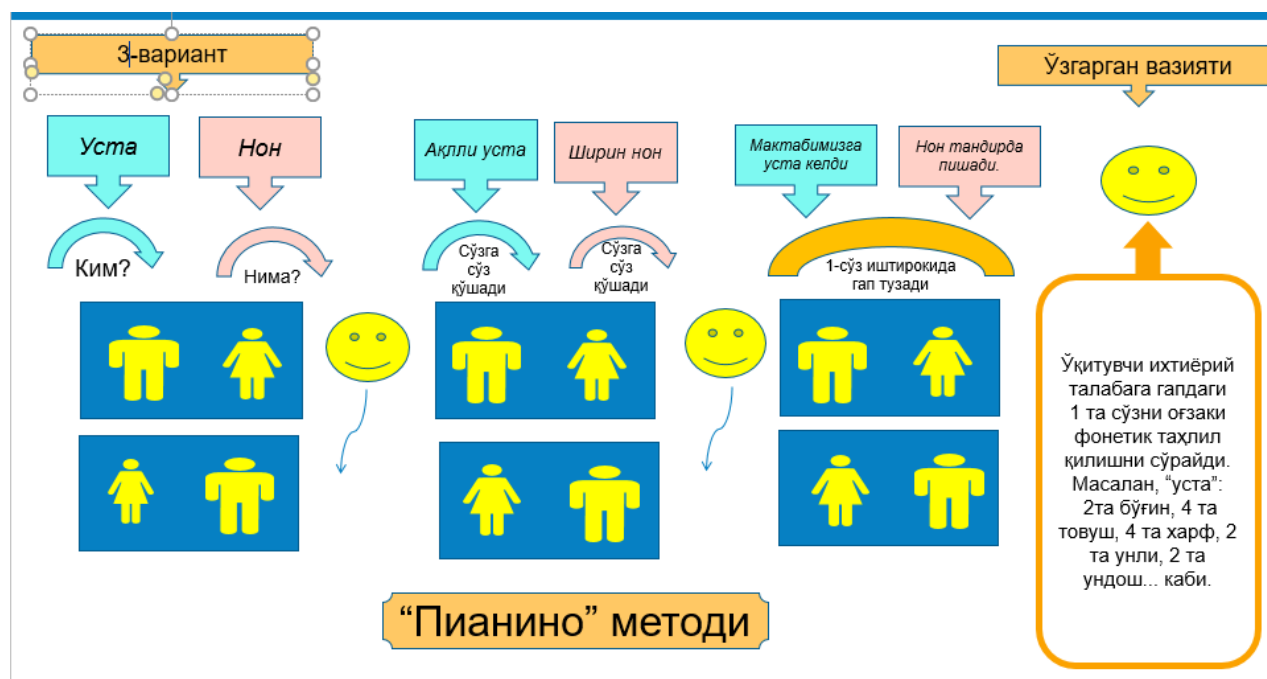 3-вариант
Ўзгарган вазияти
Уста
Нон
Ақлли уста
Ширин нон
Мактабимизга
уста келди
Нон тандирда
пишади.
Ким?
Нима?
Сўзга
сўз
қўшади
Сўзга
сўз
қўшади
1-сўз иштирокида
гап тузади
Ўқитувчи ихтиёрий
талабага гапдаги
1 та сўзни оғзаки
фонетик таҳлил
қилишни сўрайди.
Масалан, “уста”:
2та бўғин, 4 та
товуш, 4 та харф, 2
та унли, 2 та
ундош... каби.
“Пианино” методи